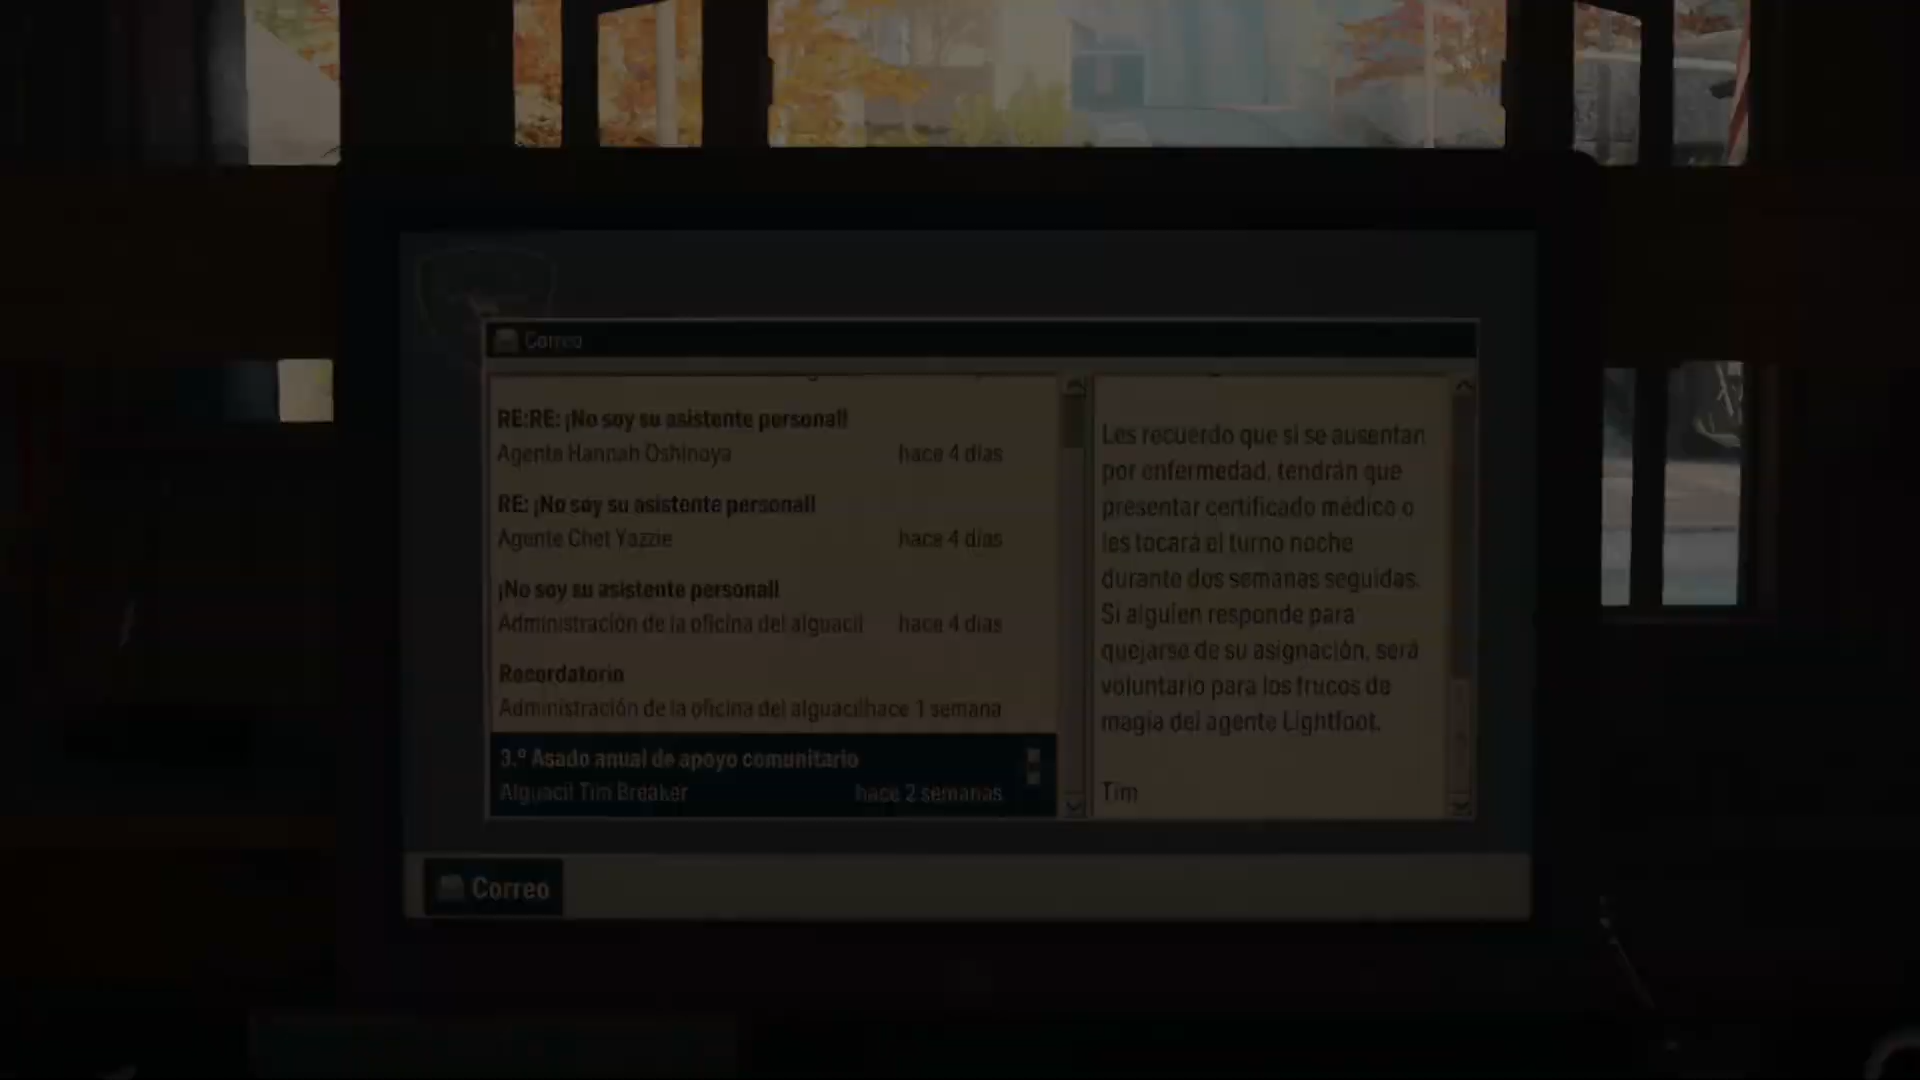 Correo
RE:RE: ¡No soy su asistente personal!
Agente Hannah Oshinoya hace 4 días
RE: ¡No soy su asistente personal!
Agente Chet Yazzie hace 4 días
¡No soy su asistente personal!
Administración de la oficina del alguacil hace 4 días
Recordatorio
Administración de la oficina del alguacil hace 1 semana
3.º Asado anual de apoyo comunitario
Alguacil Tim Breaker hace 2 semanas
Les recuerdo que si se ausentan
por enfermedad, tendrán que
presentar certificado médico o
les tocará el turno noche
durante dos semanas seguidas.
Si alguien responde para
quejarse de su asignación, será
voluntario para los trucos de
magia del agente Lightfoot.
Tim
Correo